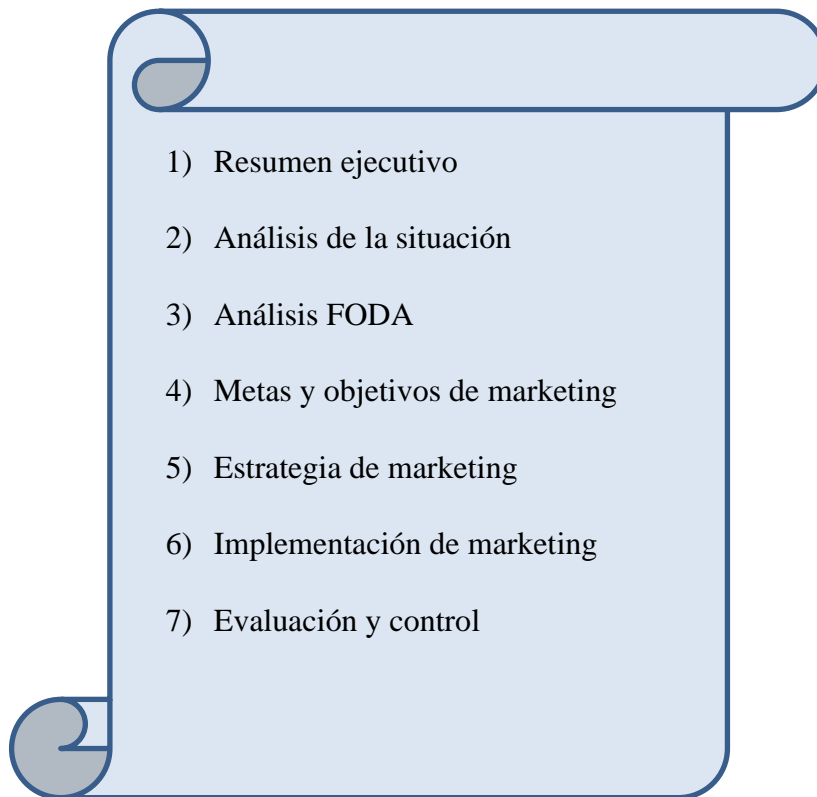 1) Resumen ejecutivo
2) Análisis de la situación
3) Análisis FODA
4) Metas y objetivos de marketing
5) Estrategia de marketing
6) Implementación de marketing
7) Evaluación y control